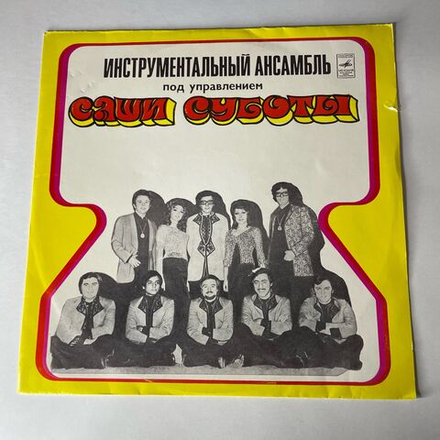 ИНСТРУМЕНТАЛЬНЫЙ АНСАМБЛЬ
под управлением
САШИ СУБОТЫ